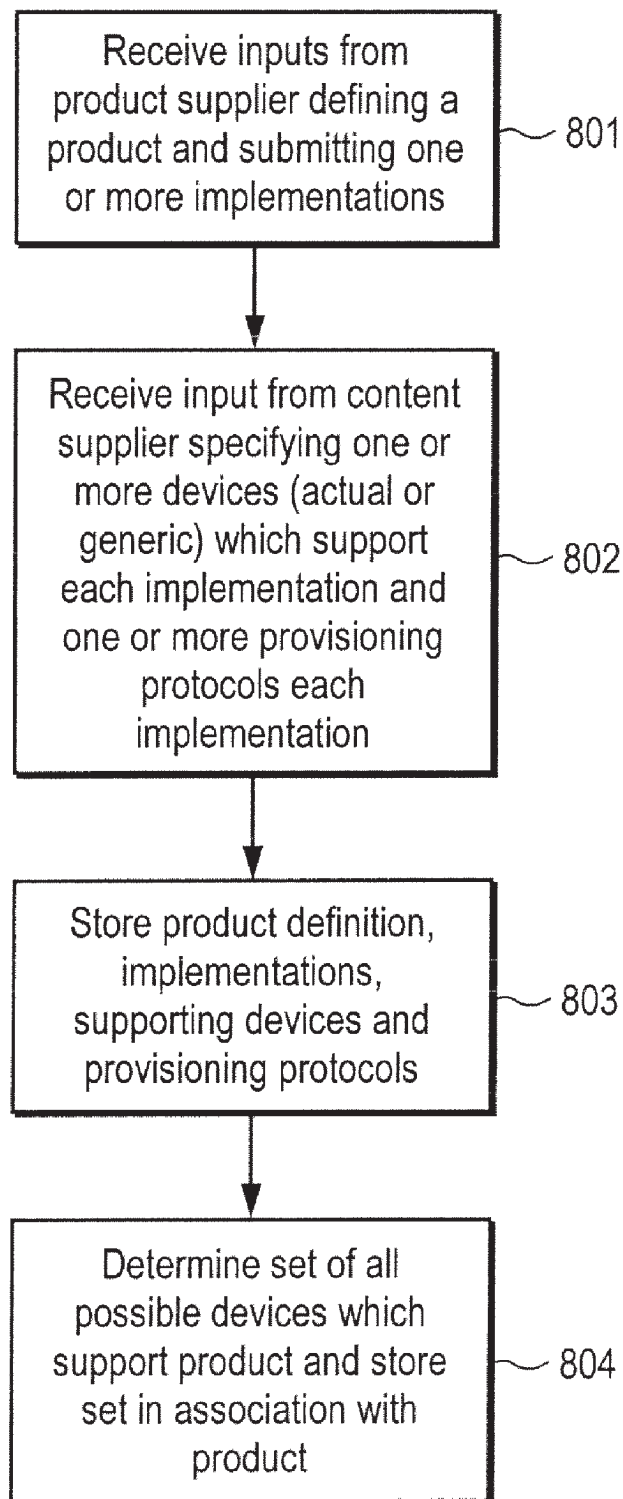 Receive inputs from
product supplier defining a
product and submitting one
or more implementations
801
Receive input from content
supplier specifying one or
more devices (actual or
generic) which support
each implementation and
one or more provisioning
protocols each
implementation
802
Store product definition,
implementations,
supporting devices and
provisioning protocols
803
Determine set of all
possible devices which
support product and store
set in association with
product
804